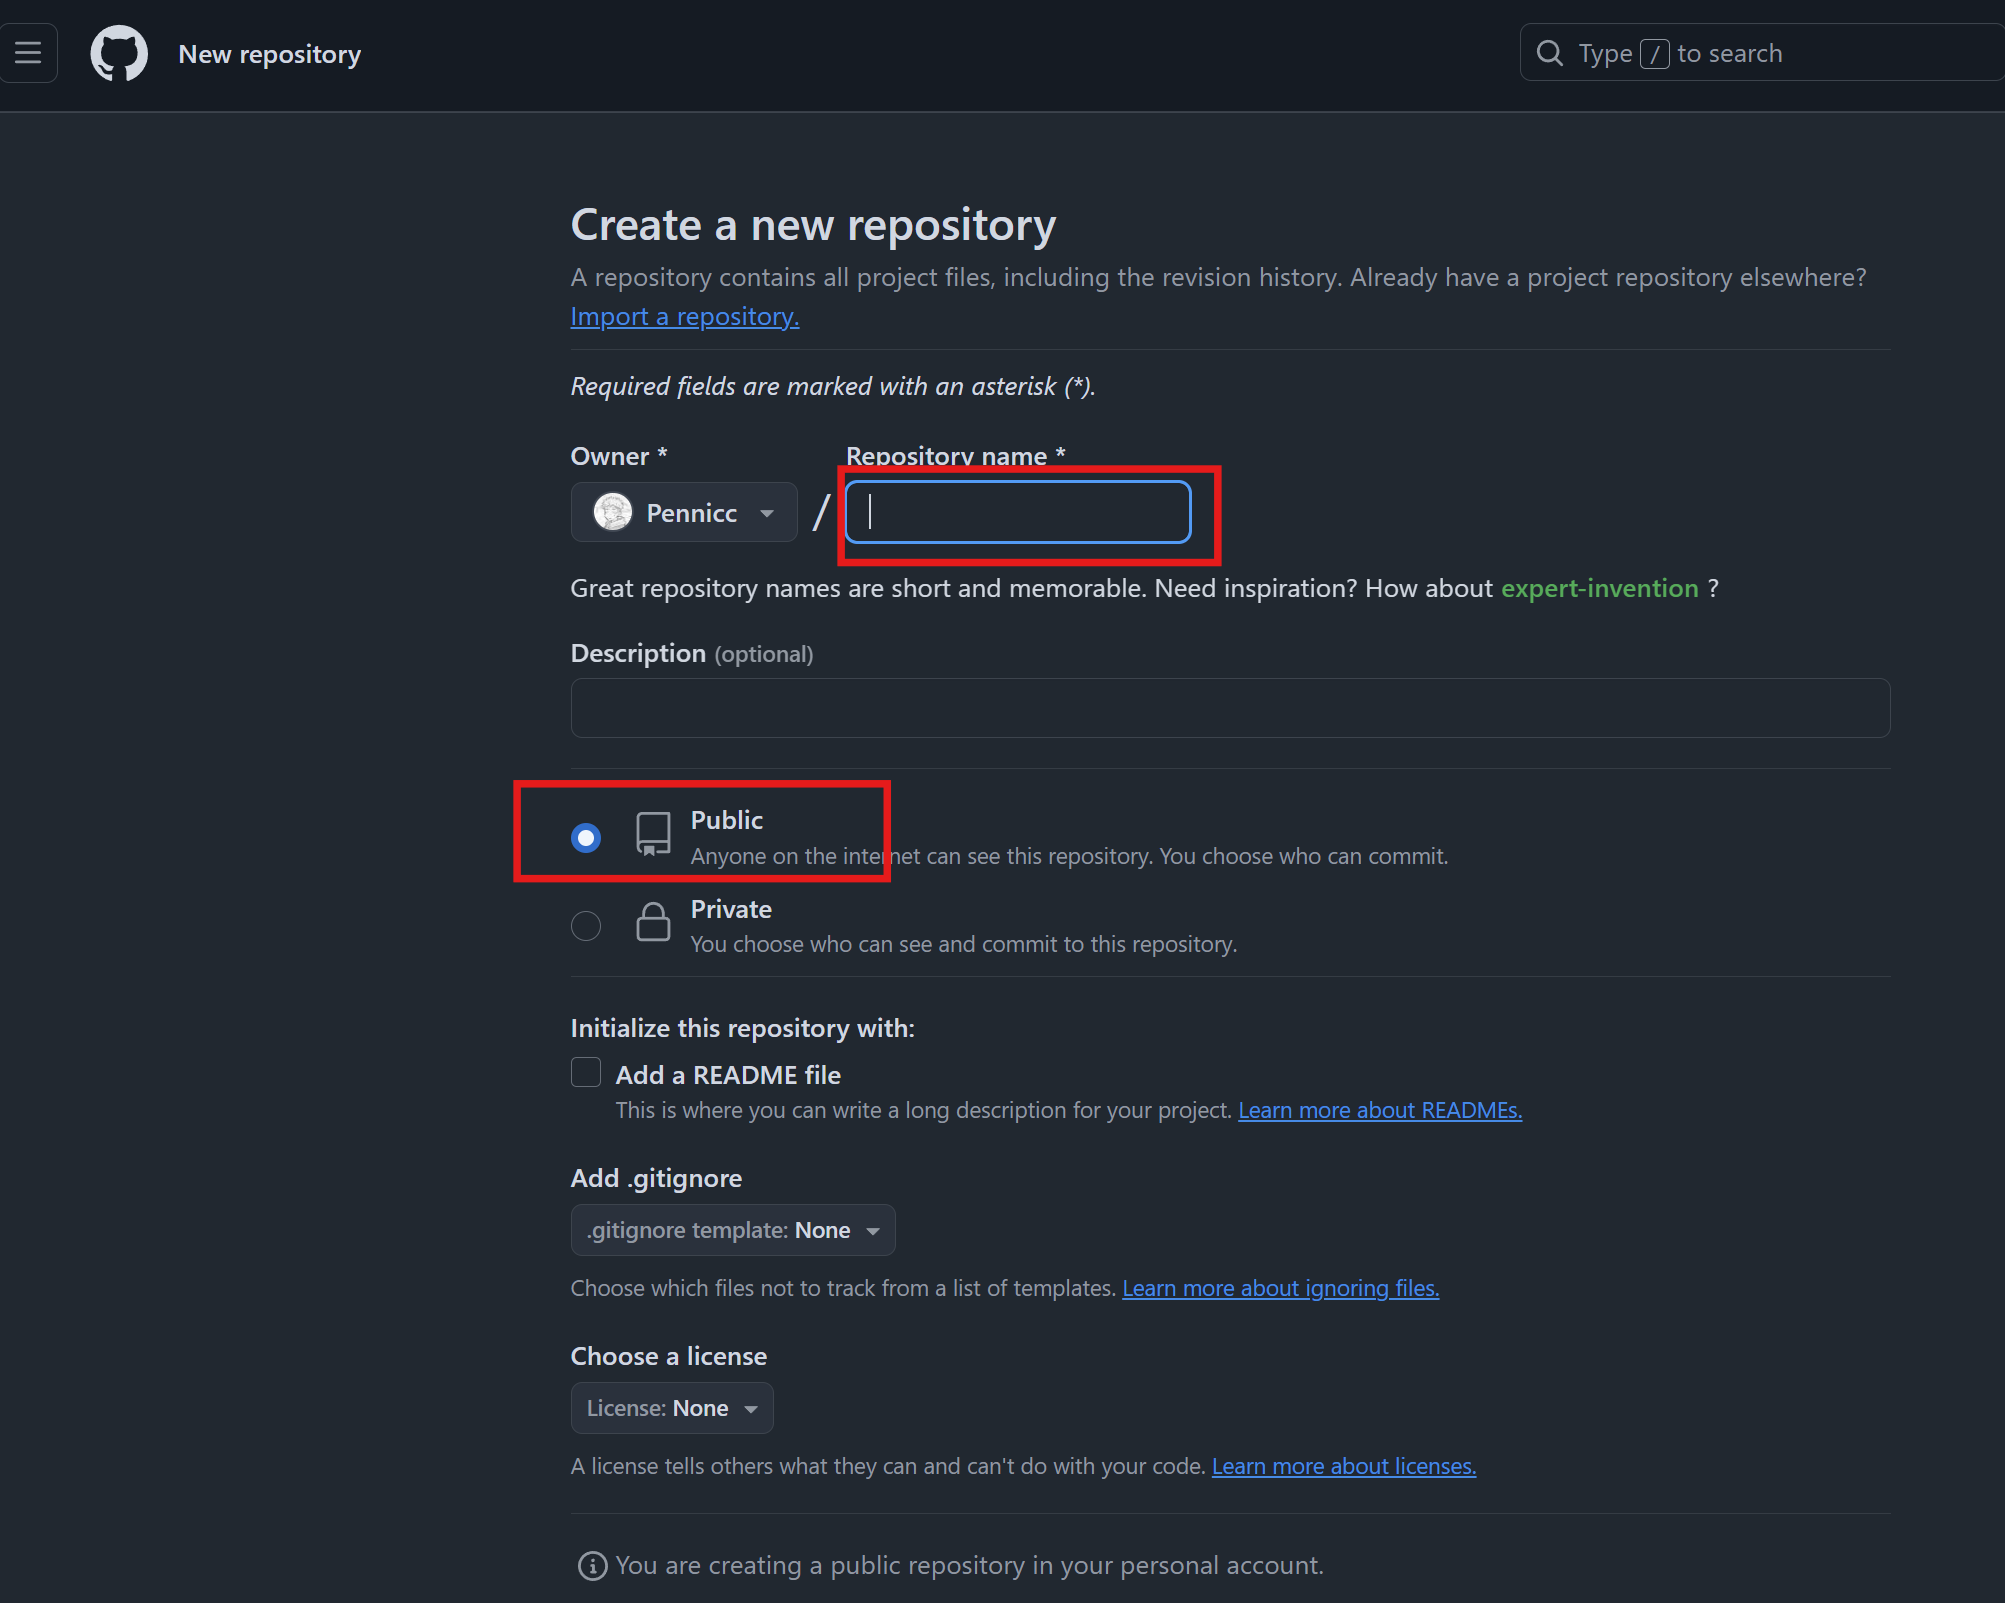 New repository
Type / to search
Create a new repository
A repository contains all project files, including the revision history. Already have a project repository elsewhere?
Import a repository.
Required fields are marked with an asterisk (*).
Owner *
Repository name *
Pennicc
/
Great repository names are short and memorable. Need inspiration? How about expert-invention ?
Description (optional)
Public
Anyone on the internet can see this repository. You choose who can commit.
Private
You choose who can see and commit to this repository.
Initialize this repository with:
Add a README file
This is where you can write a long description for your project. Learn more about READMEs.
Add .gitignore
.gitignore template: None
Choose which files not to track from a list of templates. Learn more about ignoring files.
Choose a license
License: None
A license tells others what they can and can't do with your code. Learn more about licenses.
You are creating a public repository in your personal account.